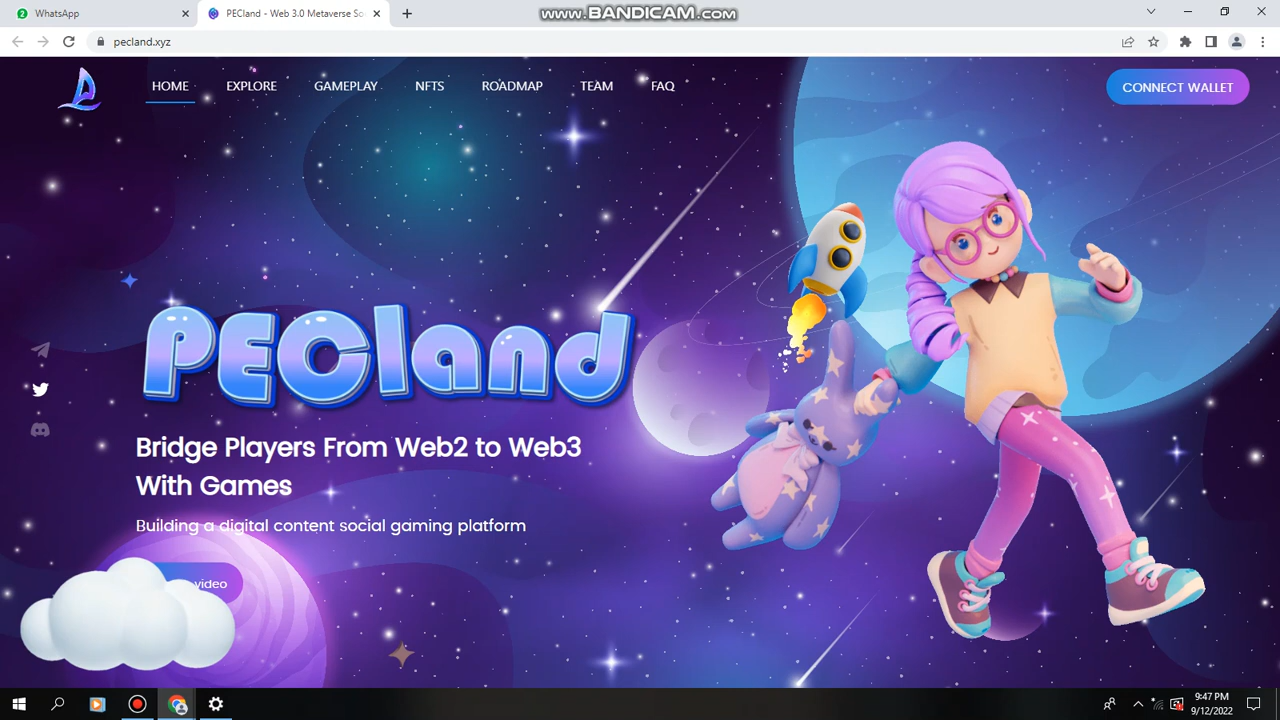 WhatsApp
PECland - Web 3.0 Metaverse So
www.BANDICAM.com
pecland.xyz
HOME
EXPLORE
GAMEPLAY
NFTS
ROADMAP
TEAM
FAQ
CONNECT WALLET
PECland
Bridge Players From Web2 to Web3
With Games
Building a digital content social gaming platform
video
9:47 PM
9/12/2022